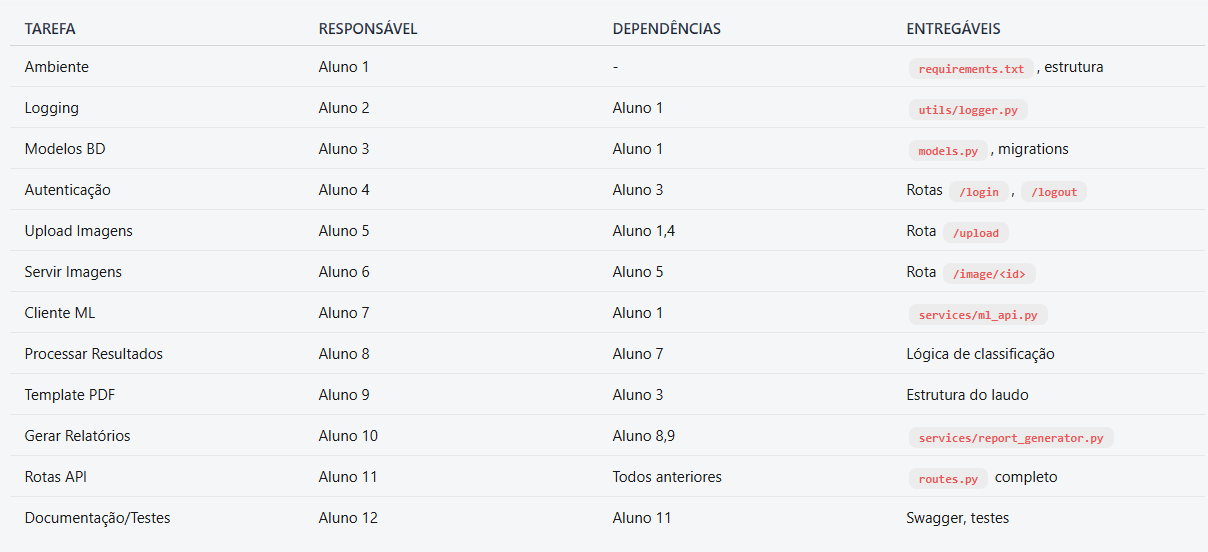 TAREFA RESPONSÁVEL DEPENDÊNCIAS ENTREGÁVEIS
Ambiente Aluno 1 - requirements.txt , estrutura
Logging Aluno 2 Aluno 1 utils/logger.py
Modelos BD Aluno 3 Aluno 1 models.py , migrations
Autenticação Aluno 4 Aluno 3 Rotas /login , /logout
Upload Imagens Aluno 5 Aluno 1,4 Rota /upload
Servir Imagens Aluno 6 Aluno 5 Rota /image/<id>
Cliente ML Aluno 7 Aluno 1 services/ml_api.py
Processar Resultados Aluno 8 Aluno 7 Lógica de classificação
Template PDF Aluno 9 Aluno 3 Estrutura do laudo
Gerar Relatórios Aluno 10 Aluno 8,9 services/report_generator.py
Rotas API Aluno 11 Todos anteriores routes.py completo
Documentação/Testes Aluno 12 Aluno 11 Swagger, testes